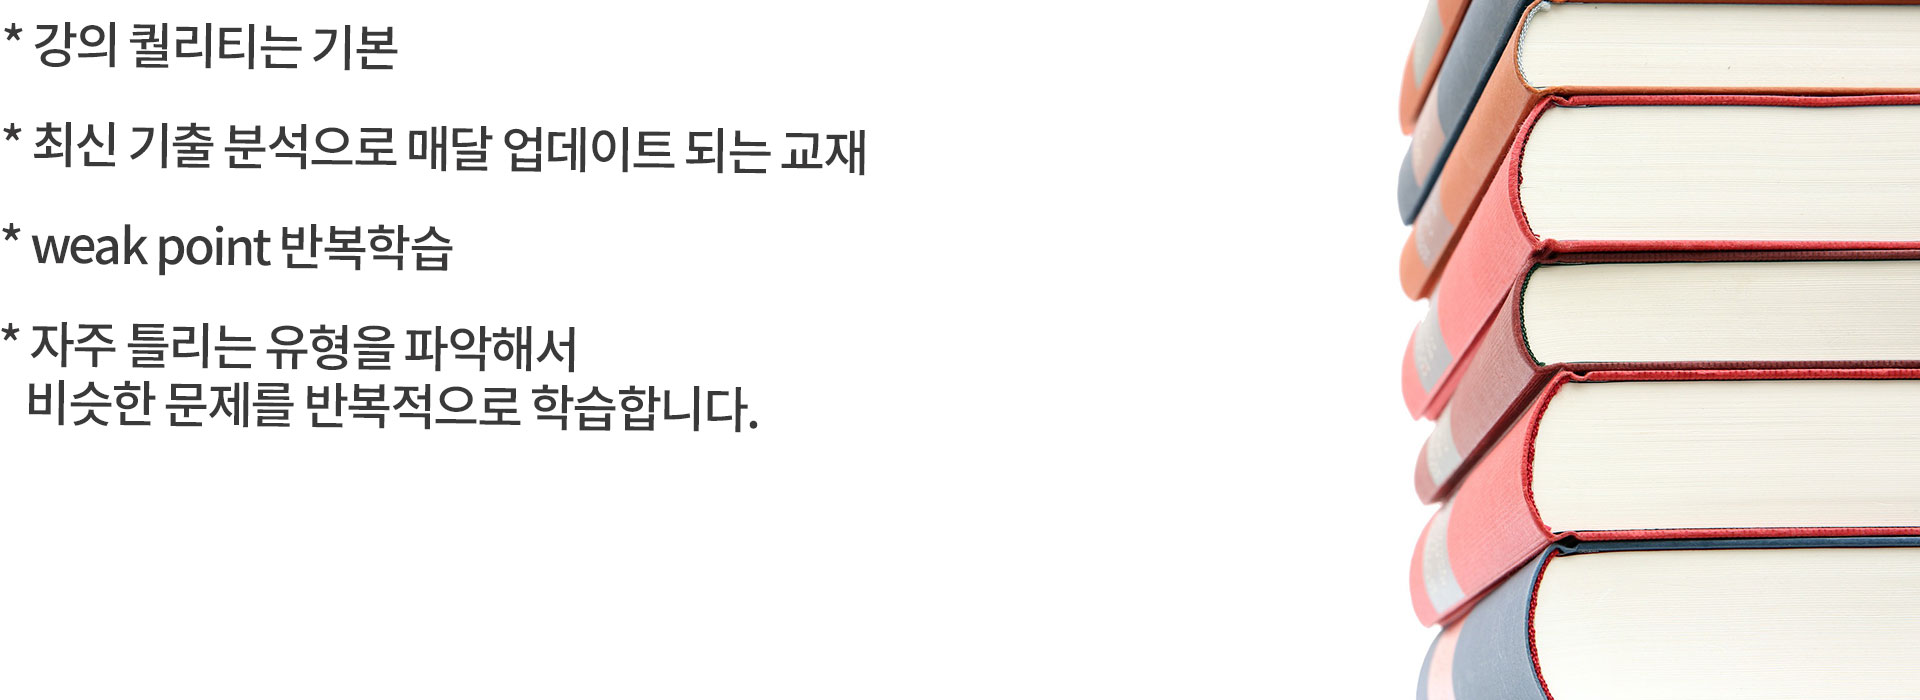 * 강의 퀄리티는 기본
* 최신 기출 분석으로 매달 업데이트 되는 교재
* weak point 반복학습
* 자주 틀리는 유형을 파악해서
비슷한 문제를 반복적으로 학습합니다.